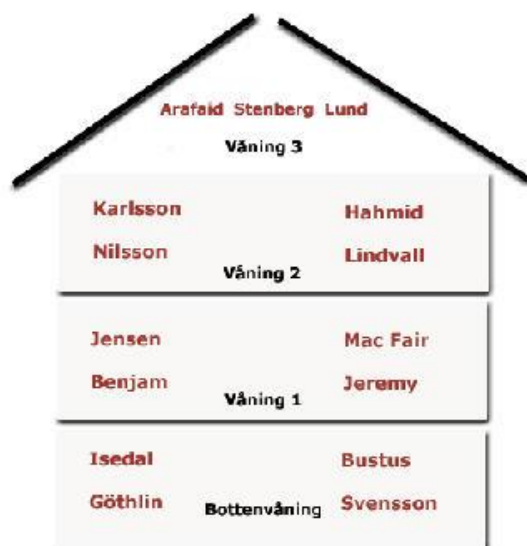 Arafaid Stenberg Lund
Våning 3
Karlsson Hahmid
Nilsson Lindvall
Våning 2
Jensen Mac Fair
Benjam Jeremy
Våning 1
Isedal Bustus
Göthlin Bottenvåning Svensson